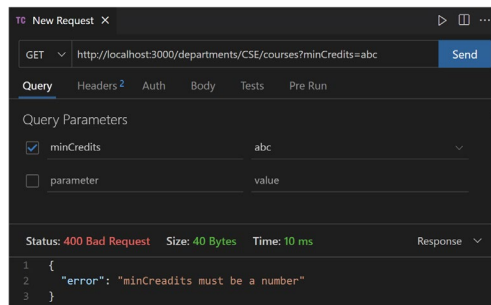 TC New Request ×
GET http://localhost:3000/departments/CSE/courses?minCredits=abc Send
Query Headers 2 Auth Body Tests Pre Run
Query Parameters
minCredits abc
parameter value
Status: 400 Bad Request Size: 40 Bytes Time: 10 ms Response
1 {
2 "error": "minCreadits must be a number"
3 }